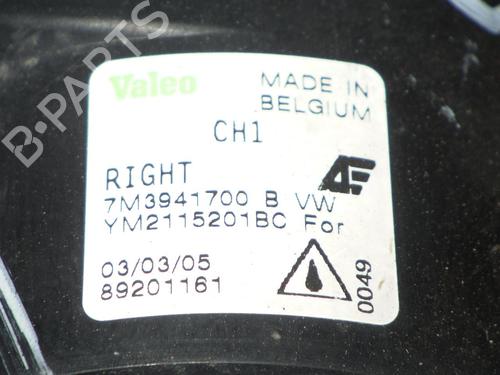 B-PARTS
Valeo
MADE IN
BELGIUM
CH1
RIGHT
7M3941700 B VW
YM2115201BC For
03/03/05
89201161
0049